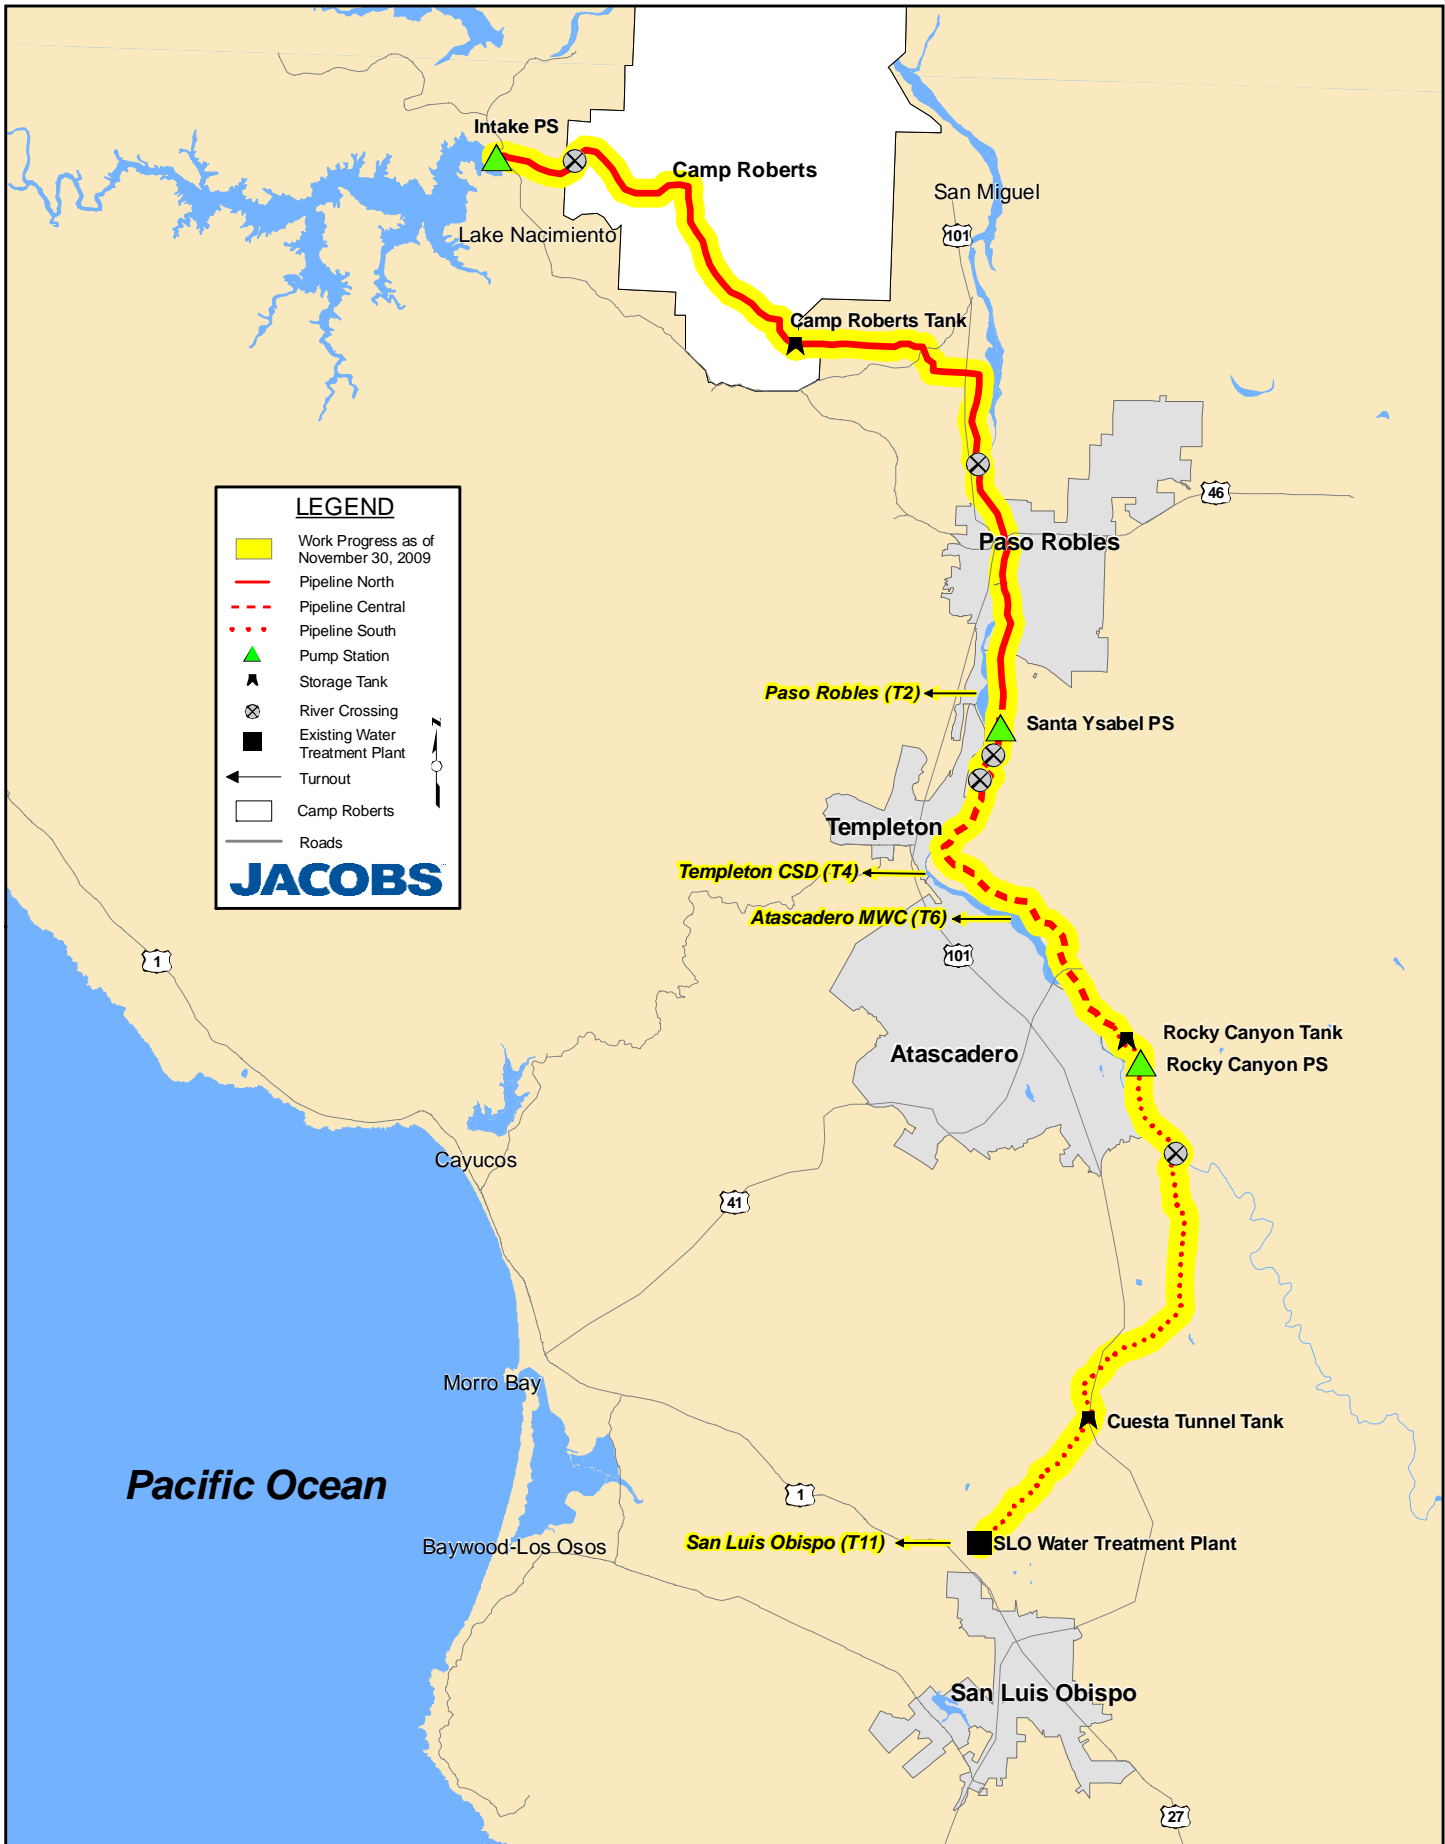 Intake PS
Camp Roberts
San Miguel
101
Lake Nacimiento
Camp Roberts Tank
46
Paso Robles
LEGEND
Work Progress as of
November 30, 2009
Pipeline North
Pipeline Central
Pipeline South
Pump Station
Storage Tank
River Crossing
Existing Water
Treatment Plant
Turnout
Camp Roberts
Roads
JACOBS
N
Paso Robles (T2)
Santa Ysabel PS
Templeton
Templeton CSD (T4)
Atascadero MWC (T6)
101
1
Atascadero
Rocky Canyon Tank
Rocky Canyon PS
Cayucos
41
Morro Bay
Cuesta Tunnel Tank
Pacific Ocean
1
Baywood-Los Osos
San Luis Obispo (T11)
SLO Water Treatment Plant
San Luis Obispo
27